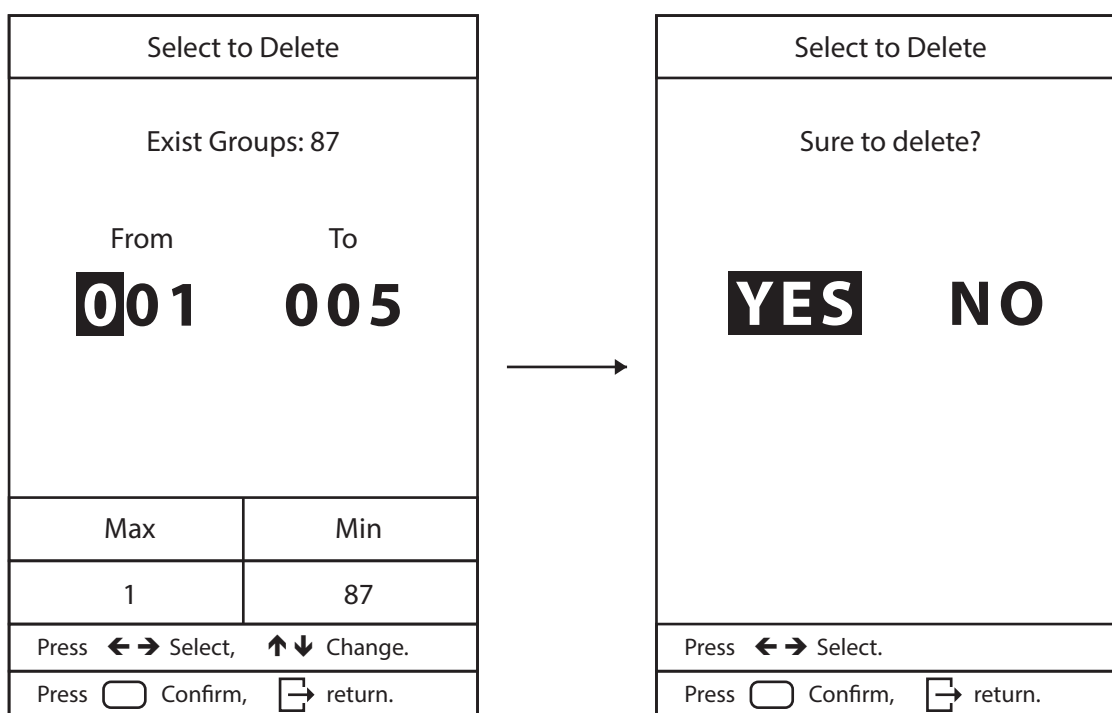 Select to Delete
Exist Groups: 87
From To
001 005
Max Min
1 87
Press ← → Select, ↑ ↓ Change.
Press Confirm, return.
Select to Delete
Sure to delete?
YES NO
Press ← → Select.
Press Confirm, return.